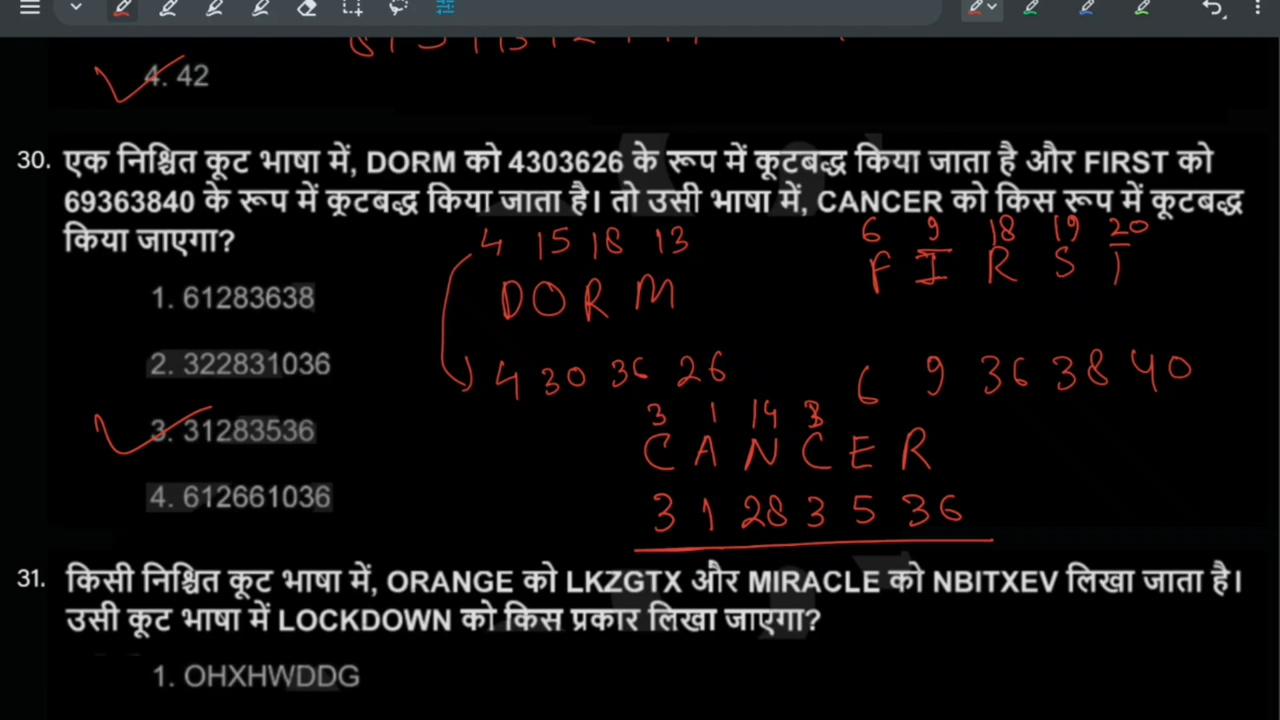 4. 42
30. एक निश्चित कूट भाषा में, DORM को 4303626 के रूप में कूटबद्ध किया जाता है और FIRST को
69363840 के रूप में कूटबद्ध किया जाता है। तो उसी भाषा में, CANCER को किस रूप में कूटबद्ध
किया जाएगा?
4 15 18 13
6 9 18 19 20
F I R S T
1. 61283638
D O R M
2. 322831036
4 30 36 26
6 9 36 38 40
3 1 14 3
3. 31283536
C A N C E R
4. 612661036
3 1 28 3 5 36
31. किसी निश्चित कूट भाषा में, ORANGE को LKZGTX और MIRACLE को NBITXEV लिखा जाता है।
उसी कूट भाषा में LOCKDOWN को किस प्रकार लिखा जाएगा?
1. OHXHWDDG